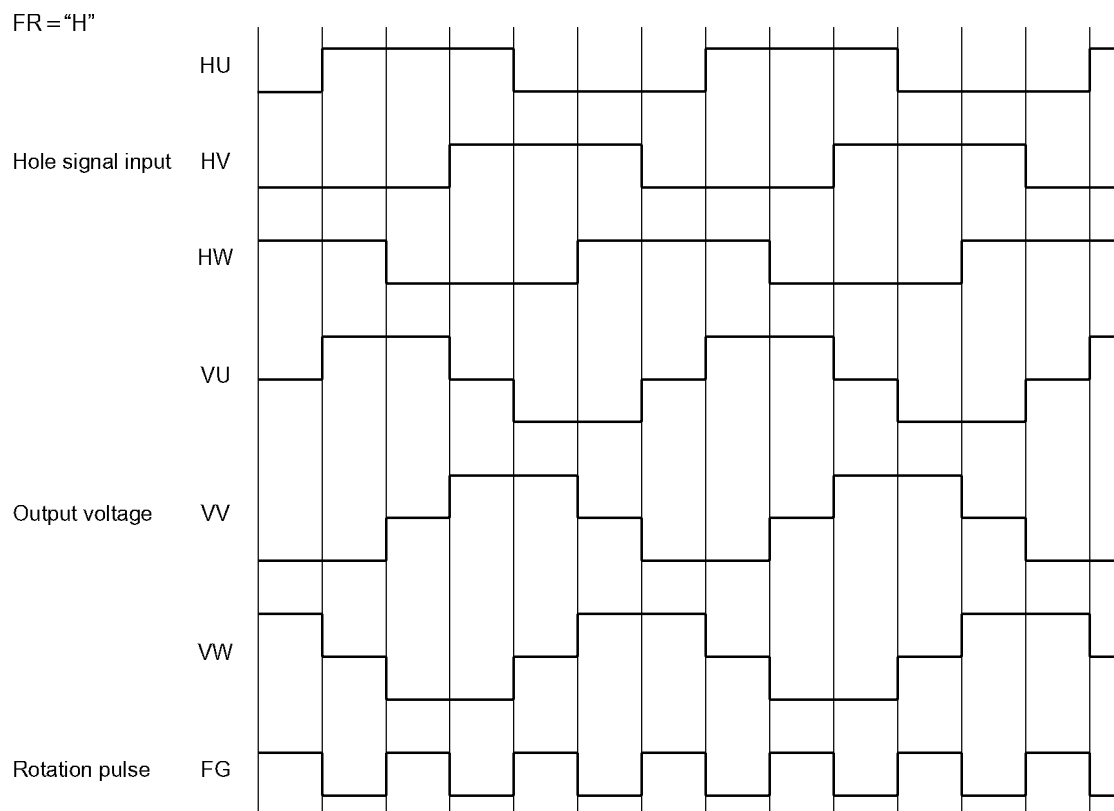 FR = “H”
HU
Hole signal input HV
HW
VU
Output voltage VV
VW
Rotation pulse FG